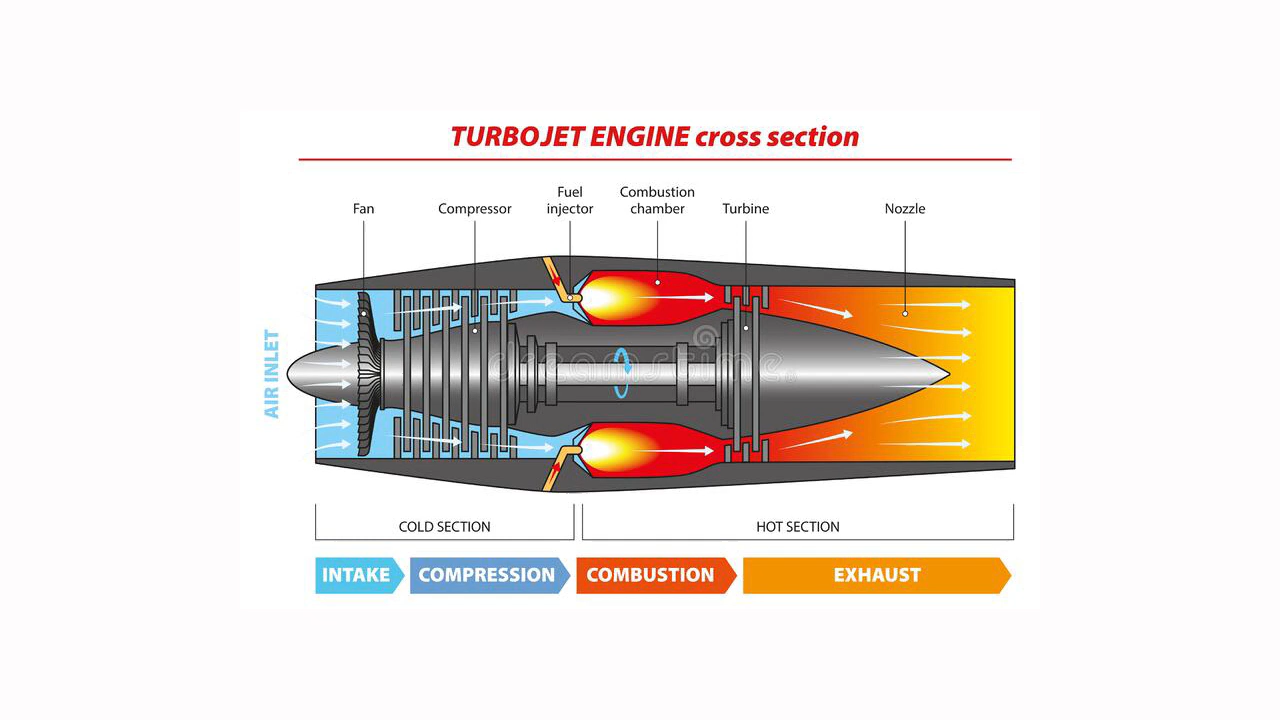 TURBOJET ENGINE cross section
Fan
Compressor
Fuel
injector
Combustion
chamber
Turbine
Nozzle
AIR INLET
dreamstime.
COLD SECTION
HOT SECTION
INTAKE
COMPRESSION
COMBUSTION
EXHAUST